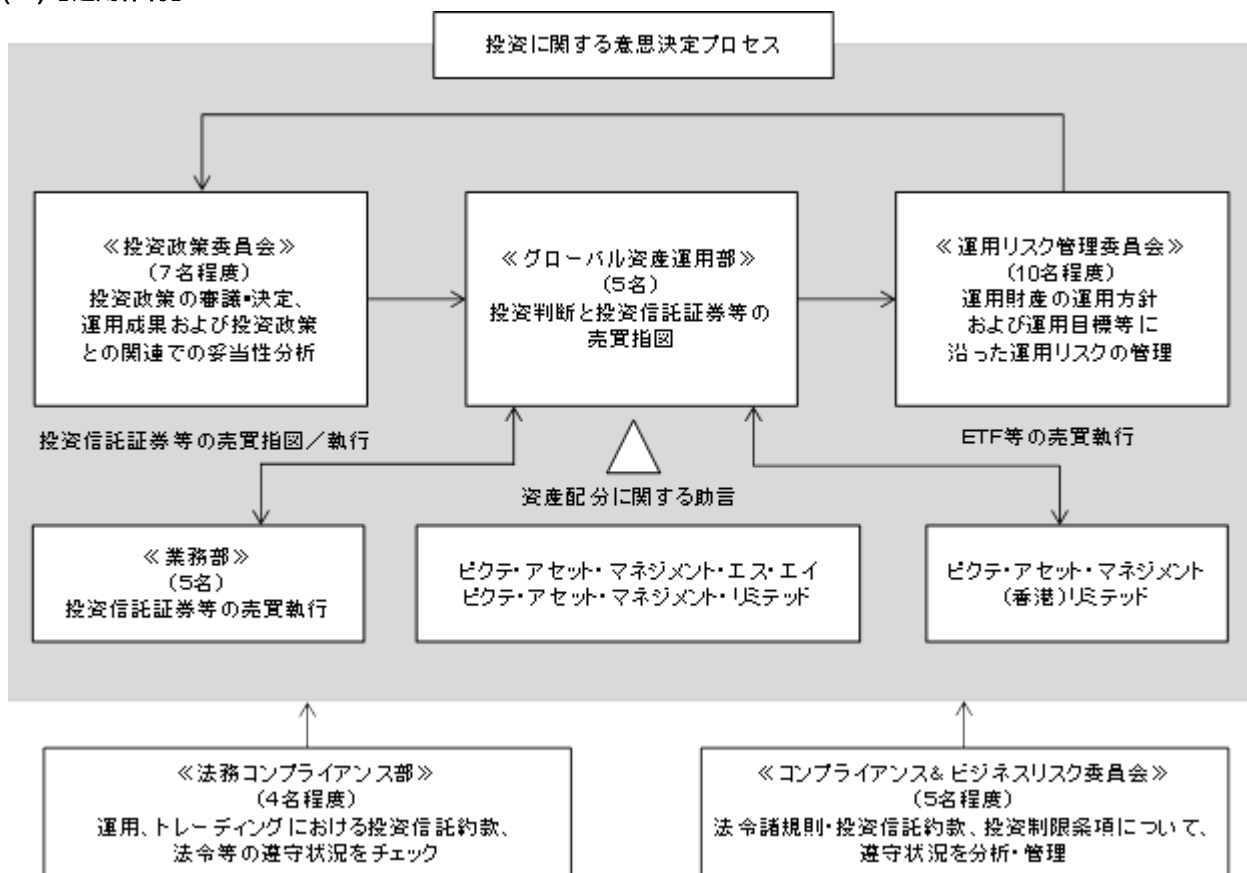 投資に関する意思決定プロセス
≪投資政策委員会≫
(7名程度)
投資政策の審議・決定、
運用成果および投資政策
との関連での妥当性分析
≪グローバル資産運用部≫
(5名)
投資判断と投資信託証券等の
売買指図
≪運用リスク管理委員会≫
(10名程度)
運用財産の運用方針
および運用目標等に
沿った運用リスクの管理
投資信託証券等の売買指図/執行
ETF等の売買執行
資産配分に関する助言
≪業務部≫
(5名)
投資信託証券等の売買執行
ピクテ・アセット・マネジメント・エス・エイ
ピクテ・アセット・マネジメント・リミテッド
ピクテ・アセット・マネジメント
(香港)リミテッド
≪法務コンプライアンス部≫
(4名程度)
運用、トレーディングにおける投資信託約款、
法令等の遵守状況をチェック
≪コンプライアンス&ビジネスリスク委員会≫
(5名程度)
法令諸規則・投資信託約款、投資制限条項について、
遵守状況を分析・管理